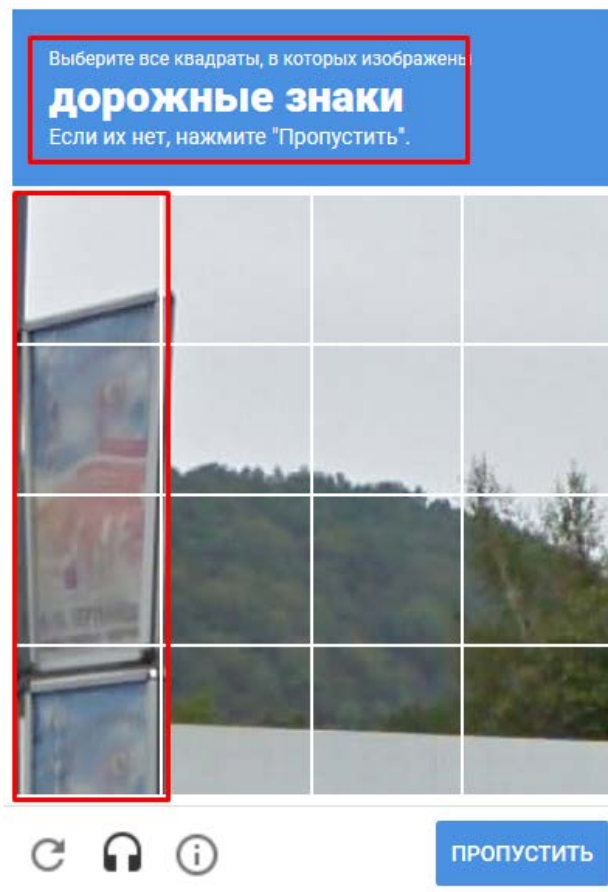 Выберите все квадраты, в которых изображены
дорожные знаки
Если их нет, нажмите "Пропустить".
ПРОПУСТИТЬ